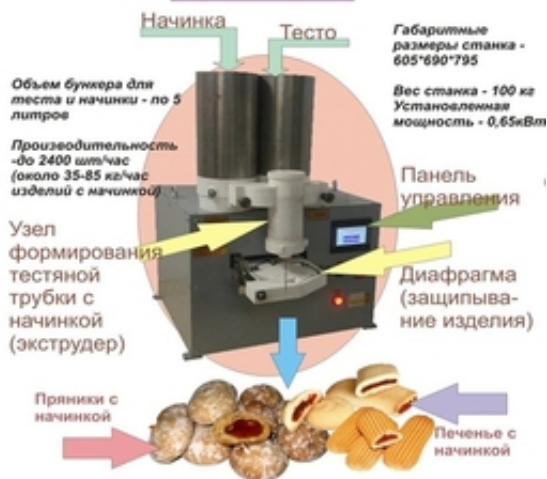 Начинка
Тесто
Габаритные
размеры станка -
605*690*795
Вес станка - 100 кг
Установленная
мощность - 0,65кВт
Объем бункера для
теста и начинки - по 5
литров
Производительность
-до 2400 шт/час
(около 35-85 кг/час
изделий с начинкой)
Панель
управления
Узел
формирования
тестяной
трубки с
начинкой
(экструдер)
Диафрагма
(защипыва-
ние изделия)
Пряники с
начинкой
Печенье с
начинкой